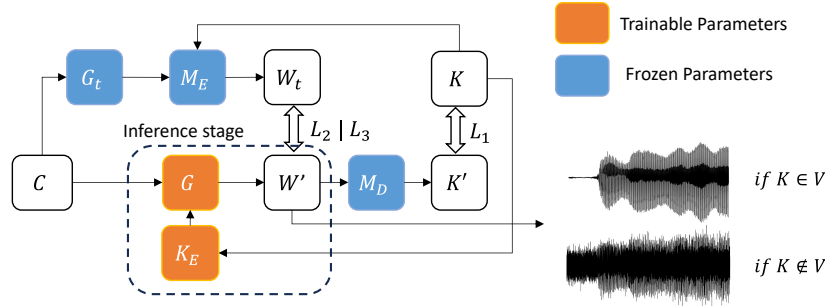 Trainable Parameters
Frozen Parameters
G_t
M_E
W_t
K
Inference stage
L_2 | L_3
L_1
C
G
W'
M_D
K'
K_E
if K ∈ V
if K ∉ V